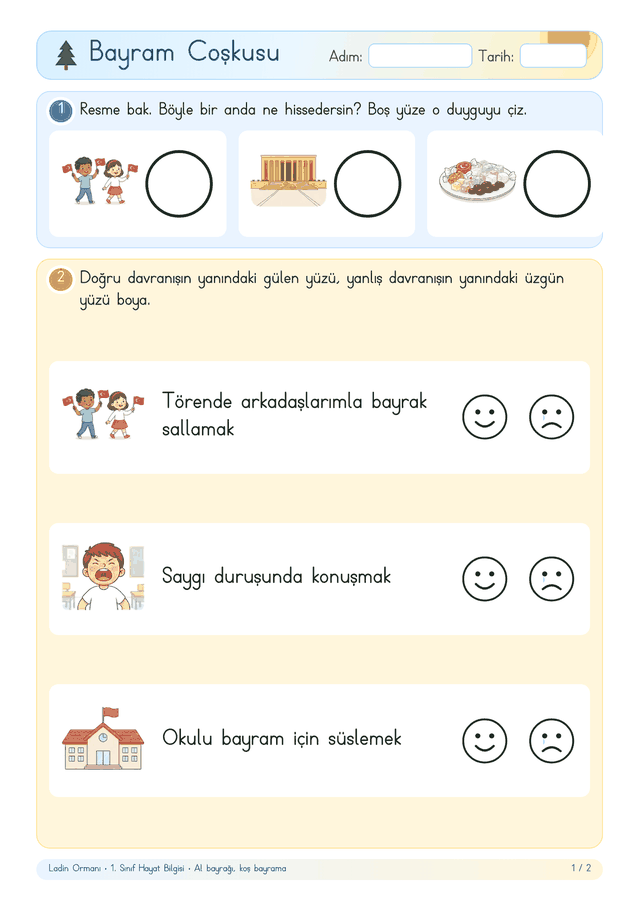 Bayram Coşkusu
Adım:
Tarih:
1 Resme bak. Böyle bir anda ne hissedersin? Boş yüze o duyguyu çiz.
2 Doğru davranışın yanındaki gülen yüzü, yanlış davranışın yanındaki üzgün
yüzü boya.
Törende arkadaşlarımla bayrak
sallamak
Saygı duruşunda konuşmak
Okulu bayram için süslemek
Ladin Ormanı • 1. Sınıf Hayat Bilgisi • Al bayrağı, koş bayrama
1 / 2